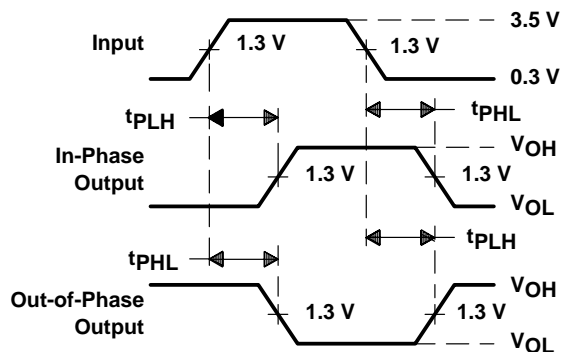 3.5 V
Input
1.3 V
1.3 V
0.3 V
tPLH
tPHL
In-Phase
Output
VOH
1.3 V
1.3 V
VOL
tPHL
tPLH
Out-of-Phase
Output
VOH
1.3 V
1.3 V
VOL